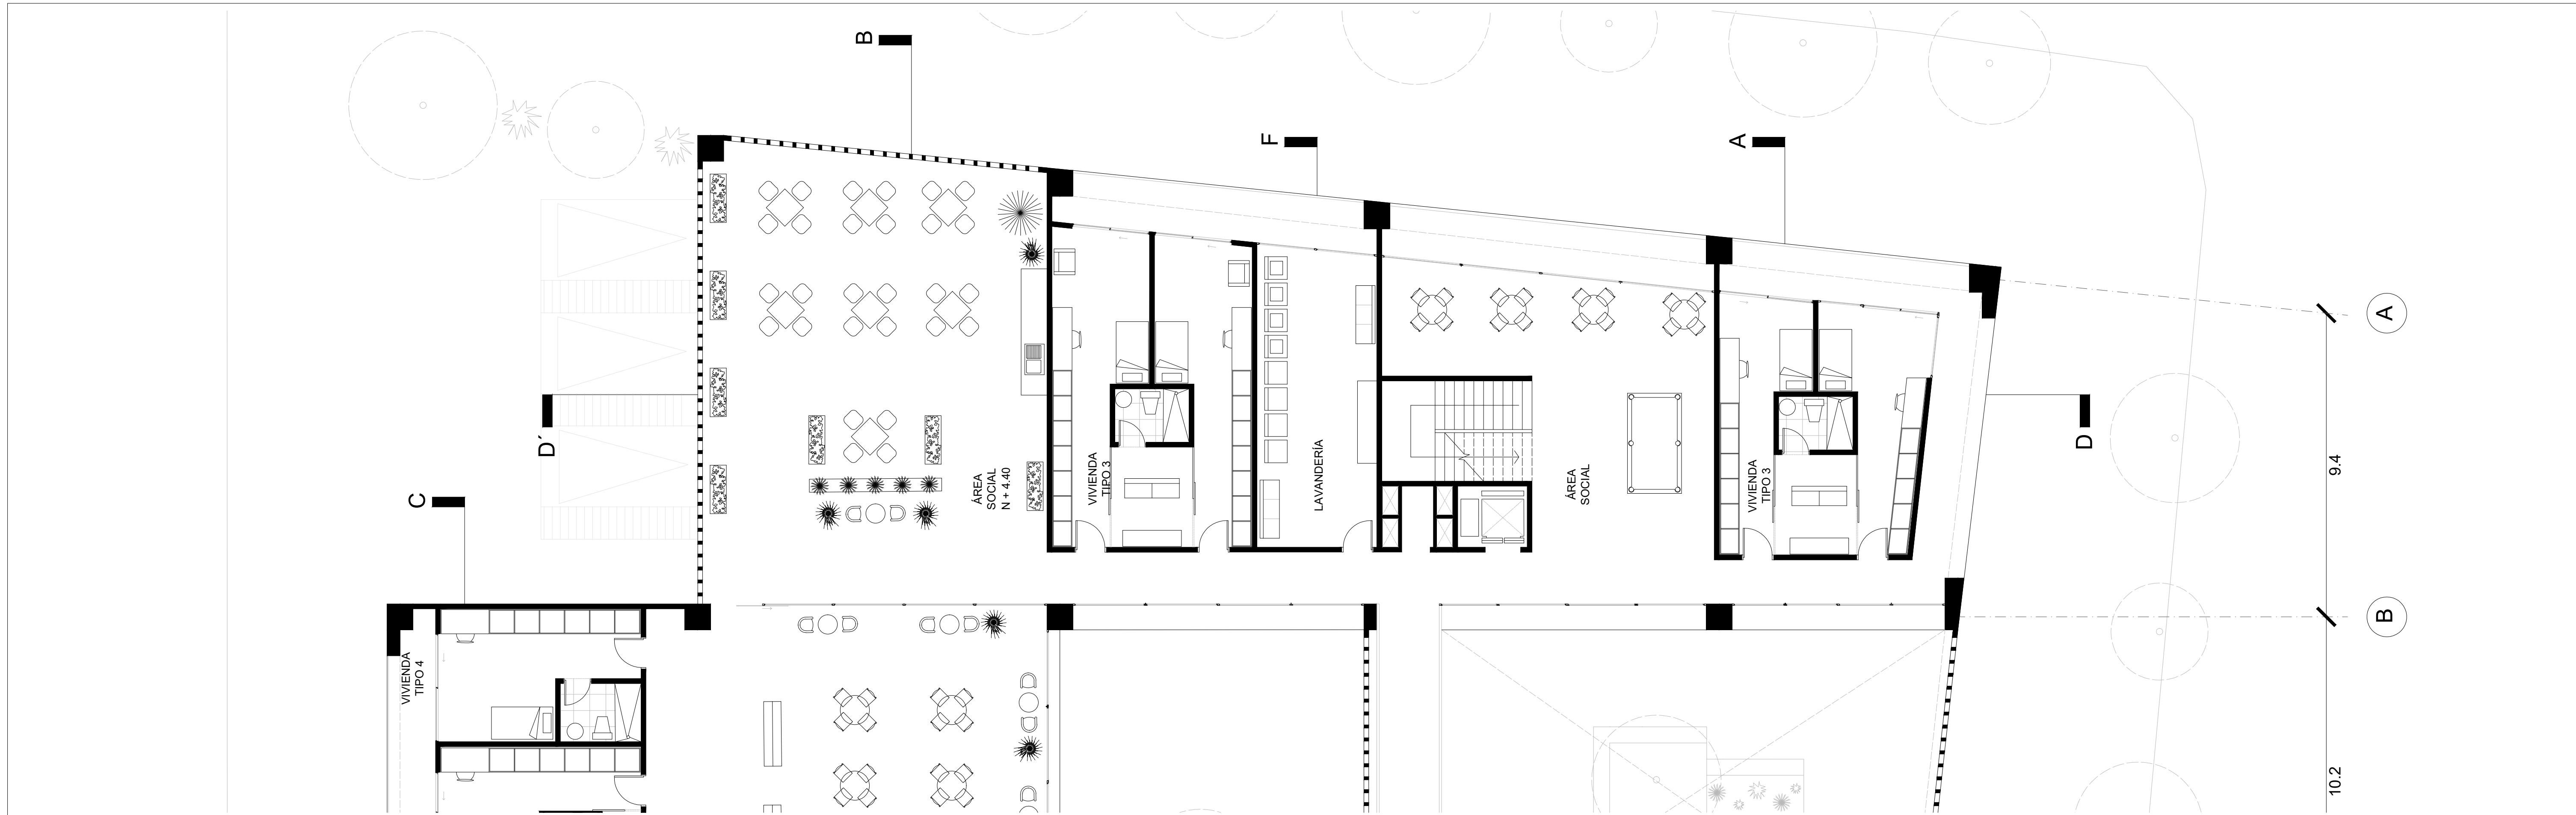 B
F
A
A
D´
D
C
9.4
ÁREA
SOCIAL
N + 4.40
VIVIENDA
TIPO 3
LAVANDERÍA
ÁREA
SOCIAL
VIVIENDA
TIPO 3
B
VIVIENDA
TIPO 4
10.2